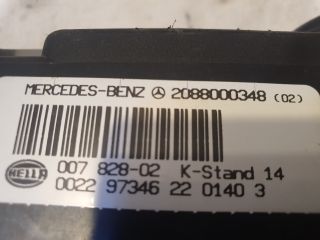 MERCEDES-BENZ 2088000348 (02)
HELLA 007 828-02 K-Stand 14
0022 97346 22 0140 3